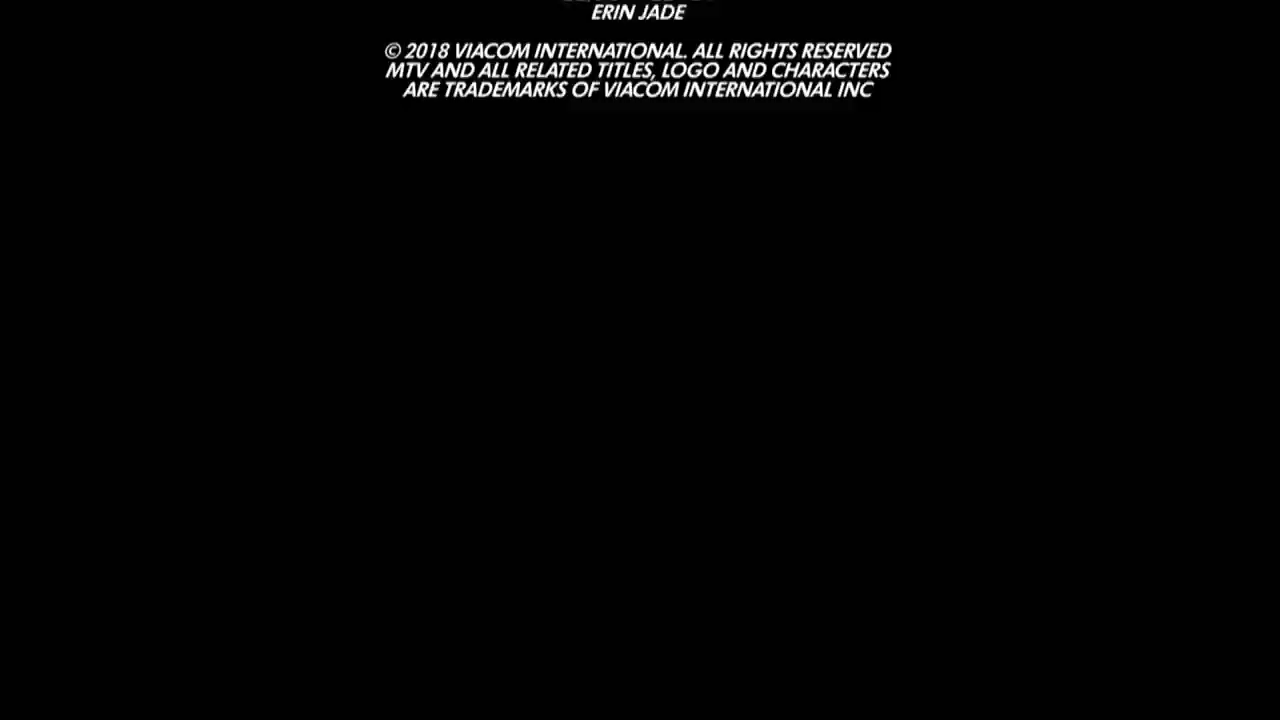 ERIN JADE
© 2018 VIACOM INTERNATIONAL. ALL RIGHTS RESERVED
MTV AND ALL RELATED TITLES, LOGO AND CHARACTERS
ARE TRADEMARKS OF VIACOM INTERNATIONAL INC